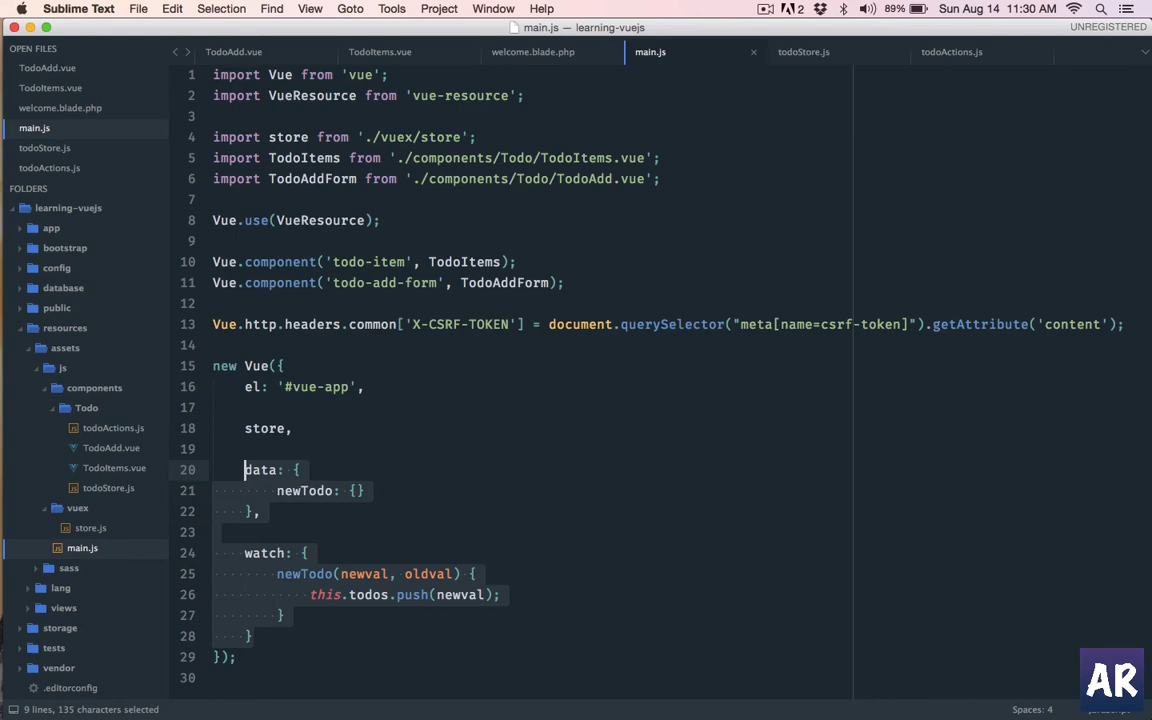 Sublime Text File Edit Selection Find View Goto Tools Project Window Help 2 89% Sun Aug 14 11:30 AM
main.js — learning-vuejs UNREGISTERED
OPEN FILES
TodoAdd.vue
TodoItems.vue
welcome.blade.php
main.js
todoStore.js
todoActions.js
FOLDERS
learning-vuejs
app
bootstrap
config
database
public
resources
assets
js
components
Todo
todoActions.js
TodoAdd.vue
TodoItems.vue
todoStore.js
vuex
store.js
main.js
sass
lang
views
storage
tests
vendor
.editorconfig
TodoAdd.vue TodoItems.vue welcome.blade.php main.js × todoStore.js todoActions.js
1 import Vue from 'vue';
2 import VueResource from 'vue-resource';
3
4 import store from './vuex/store';
5 import TodoItems from './components/Todo/TodoItems.vue';
6 import TodoAddForm from './components/Todo/TodoAdd.vue';
7
8 Vue.use(VueResource);
9
10 Vue.component('todo-item', TodoItems);
11 Vue.component('todo-add-form', TodoAddForm);
12
13 Vue.http.headers.common['X-CSRF-TOKEN'] = document.querySelector("meta[name=csrf-token]").getAttribute('content');
14
15 new Vue({
16 el: '#vue-app',
17
18 store,
19
20 data: {
21 newTodo: {}
22 },
23
24 watch: {
25 newTodo(newval, oldval) {
26 this.todos.push(newval);
27 }
28 }
29 });
30
9 lines, 135 characters selected Spaces: 4
AR